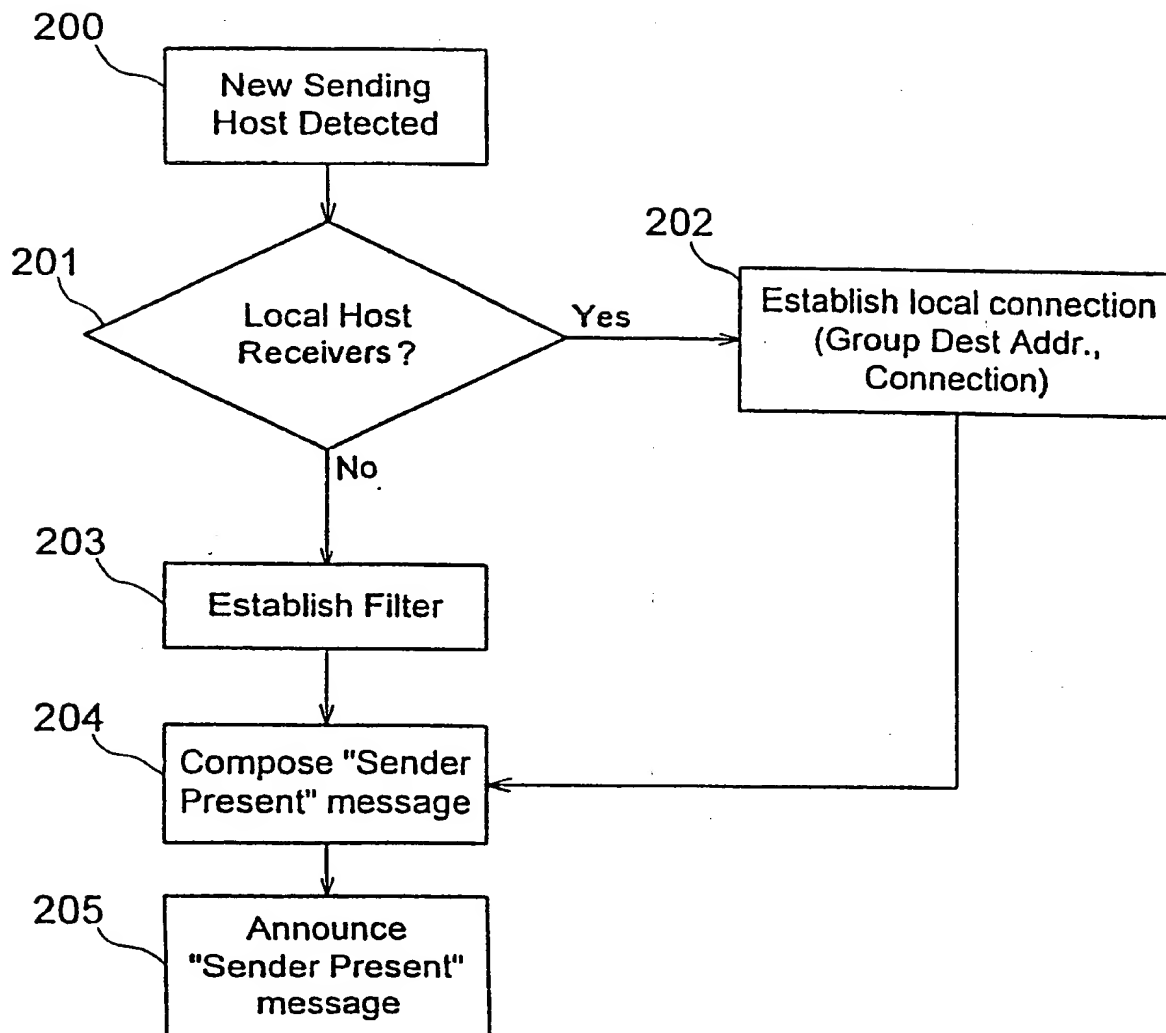 200
New Sending
Host Detected
201
Local Host
Receivers?
Yes
202
Establish local connection
(Group Dest Addr.,
Connection)
No
203
Establish Filter
204
Compose "Sender
Present" message
205
Announce
"Sender Present"
message